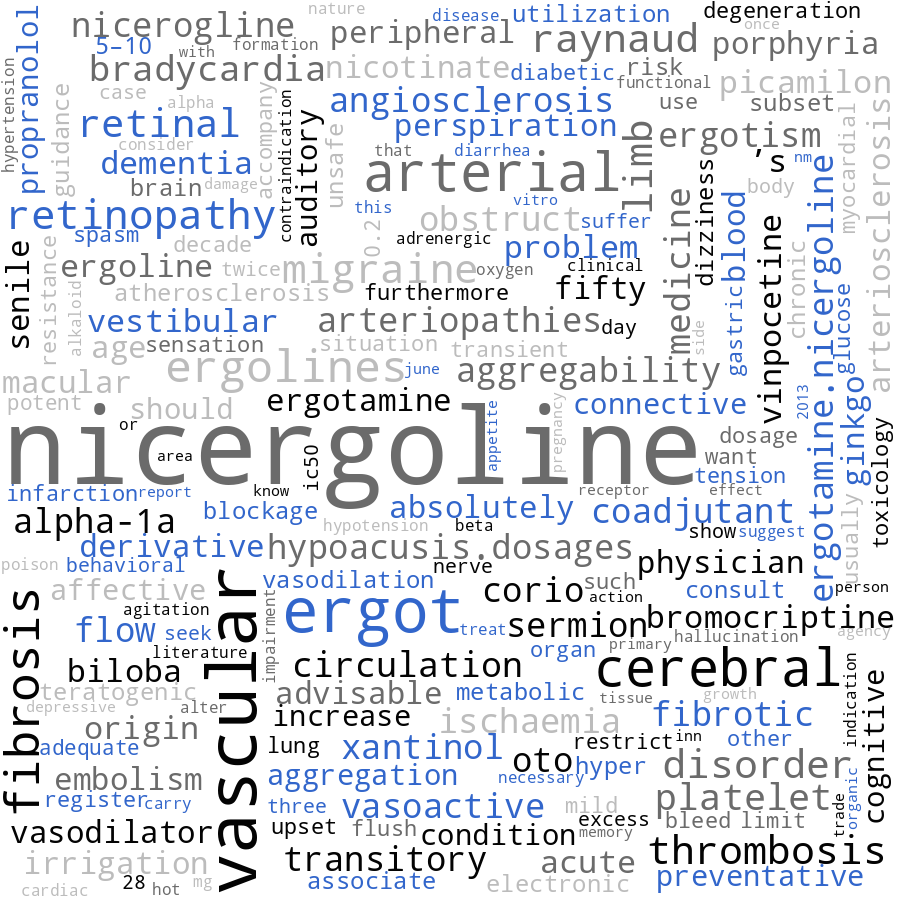 nature
disease
utilization
degeneration
nicerogline
peripheral
raynaud
once
5–10
with
formation
porphyria
propranolol
hypertension
bradycardia
nicotinate
diabetic
risk
functional
picamilon
guidance
case
alpha
accompany
contraindication
angiosclerosis
use
subset
retinal
auditory
unsafe
perspiration
limb
ergotism
myocardial
arteriosclerosis
consider
that
diarrhea
's
nm
dementia
arterial
dizziness
brain
damage
body
vitro
retinopathy
this
0.2
obstruct
suffer
medicine
blood
vinpocetine
ergotamine.nicergoline
spasm
decade
adrenergic
problem
senile
resistance
alkaloid
ergoline
twice
migraine
oxygen
clinical
gastric
chronic
glucose
atherosclerosis
furthermore
fifty
vestibular
arteriopathies
day
side
age
sensation
situation
transient
ergolines
june
aggregability
macular
potent
should
ergotamine
appetite
pregnancy
connective
2013
ginkgo
toxicology
or
nicergoline
area
ic50
dosage
want
tension
infarction
report
know
receptor
effect
usually
blockage
absolutely
coadjutant
alpha-1a
hypotension
beta
show
suggest
derivative
hypoacusis.dosages
physician
poison
behavioral
nerve
vasodilation
such
action
consult
person
affective
corio
fibrosis
vascular
impairment
agitation
ergot
sermion
bromocriptine
flow
seek
treat
hallucination
agency
literature
organ
primary
biloba
circulation
cerebral
indication
cognitive
teratogenic
advisable
metabolic
tissue
growth
depressive
alter
increase
ischaemia
fibrotic
origin
adequate
lung
xantinol
oto
restrict
inn
other
embolism
aggregation
necessary
hyper
disorder
organic
trade
register
carry
three
vasoactive
mild
platelet
vasodilator
upset
flush
condition
excess
memory
bleed
limit
irrigation
transitory
acute
thrombosis
cardiac
28
hot
mg
associate
electronic
preventative